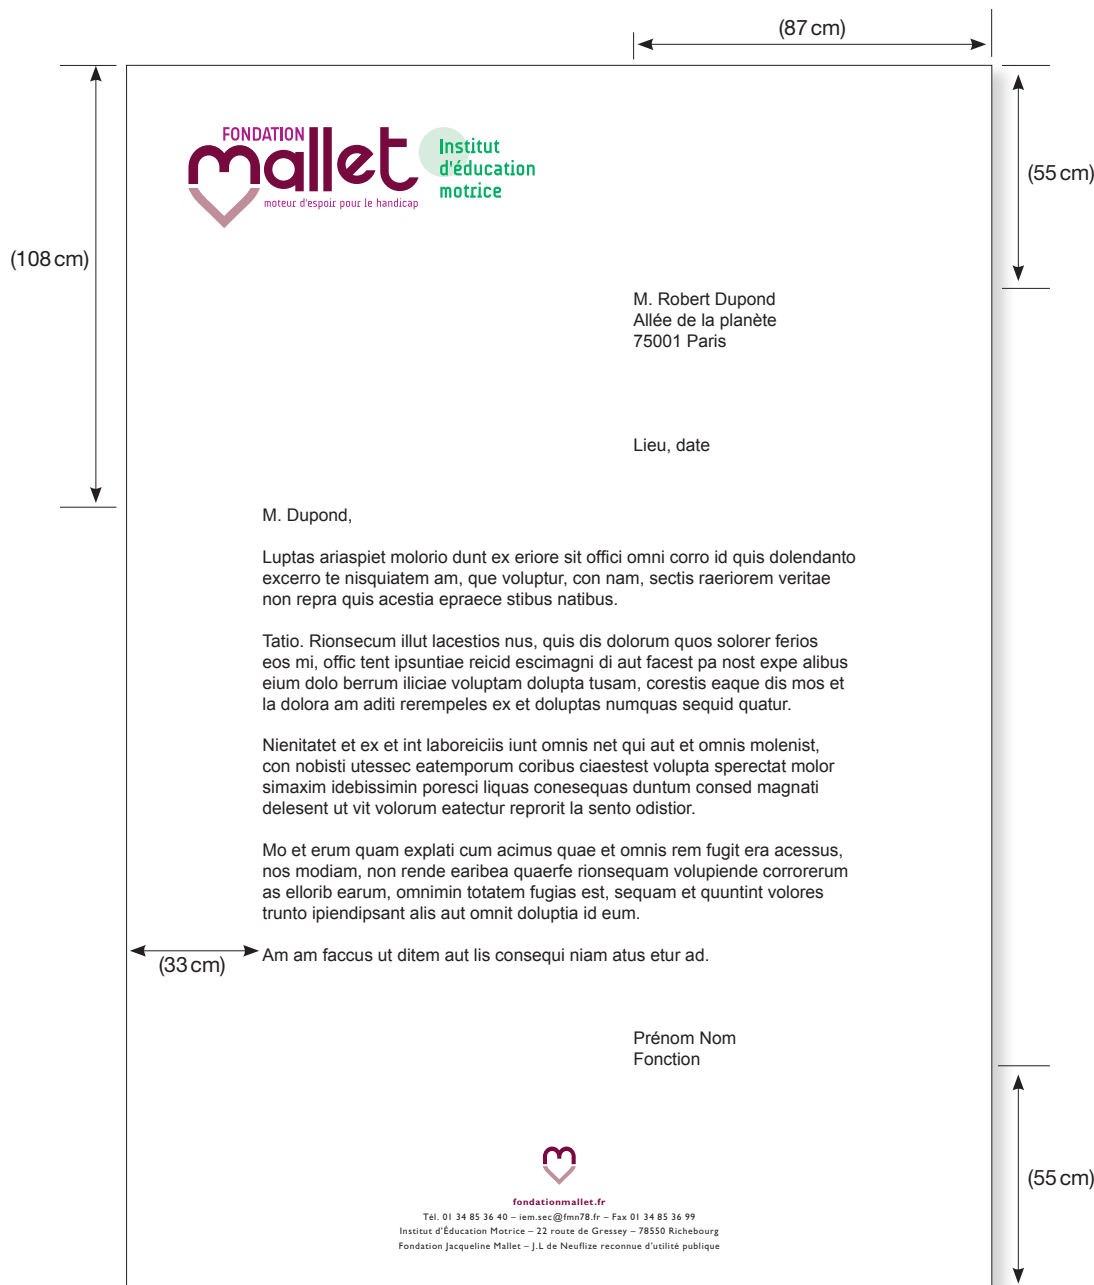 (87 cm)
FONDATION
mallet
moteur d'espoir pour le handicap
Institut
d'éducation
motrice
(55 cm)
(108 cm)
M. Robert Dupond
Allée de la planète
75001 Paris
Lieu, date
M. Dupond,
Luptas ariaspiet molorio dunt ex eriore sit offici omni corro id quis dolendanto
excerro te nisquiatem am, que voluptur, con nam, sectis raeriorem veritae
non repra quis acestia epraece stibus natibus.
Tatio. Rionsecum illut lacestios nus, quis dis dolorum quos solorer ferios
eos mi, offic tent ipsuntiae reicid escimagni di aut facest pa nost expe alibus
eium dolo berrum iliciae voluptam dolupta tusam, corestis eaque dis mos et
la dolora am aditi rerempeles ex et doluptas numquas sequid quatur.
Nienitatet et ex et int laboreiciis iunt omnis net qui aut et omnis molenist,
con nobisti utessec eatemporum coribus ciaestest volupta sperectat molor
simaxim idebissimin poresci liquas conesequas duntum consed magnati
delesent ut vit volorum eatectur reprorit la sento odistior.
Mo et erum quam explati cum acimus quae et omnis rem fugit era acessus,
nos modiam, non rende earibea quaerfe rionsequam volupiende corrorerum
as ellorib earum, omnimin totatem fugias est, sequam et quuntint volores
trunto ipiendipsant alis aut omnit doluptia id eum.
Am am faccus ut ditem aut lis consequi niam atus etur ad.
(33 cm)
Prénom Nom
Fonction
(55 cm)
fondationmallet.fr
Tél. 01 34 85 36 40 – iem.sec@fmn78.fr – Fax 01 34 85 36 99
Institut d'Éducation Motrice – 22 route de Gressey – 78550 Richebourg
Fondation Jacqueline Mallet – J.L de Neuflize reconnue d'utilité publique